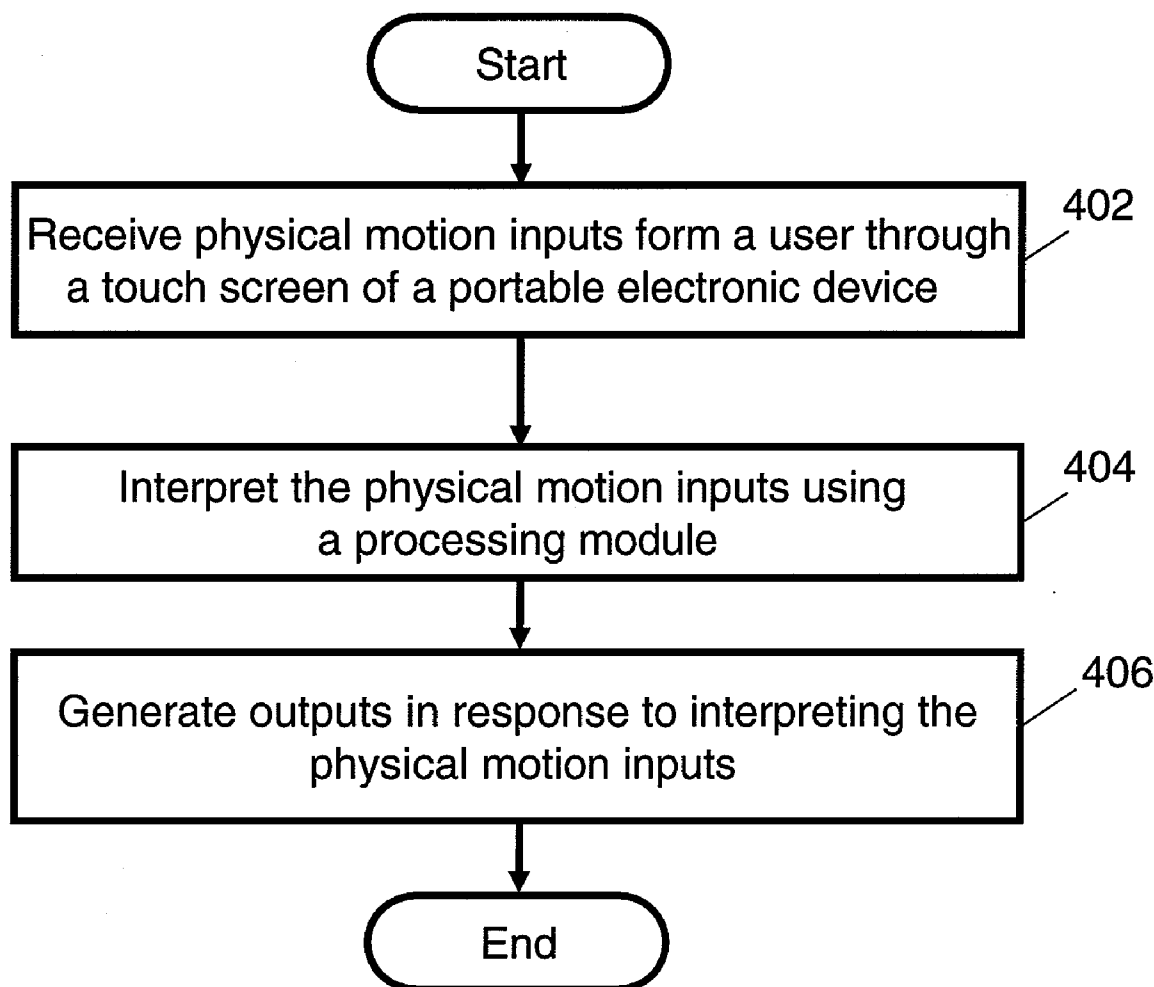 Start
Receive physical motion inputs form a user through
a touch screen of a portable electronic device
402
Interpret the physical motion inputs using
a processing module
404
Generate outputs in response to interpreting the
physical motion inputs
406
End